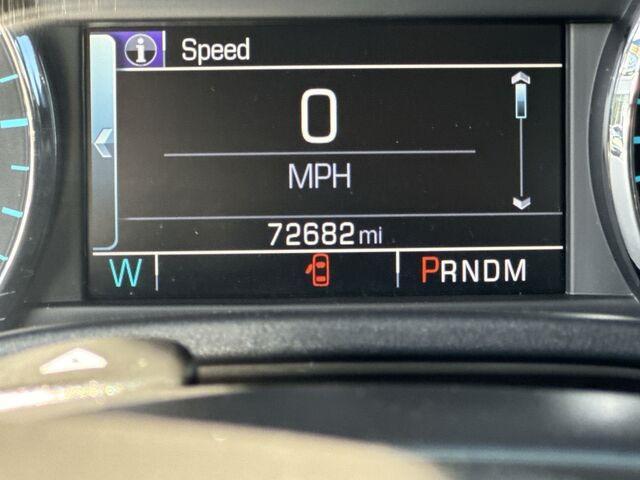 i Speed
0
MPH
72682 mi
W PRNDM